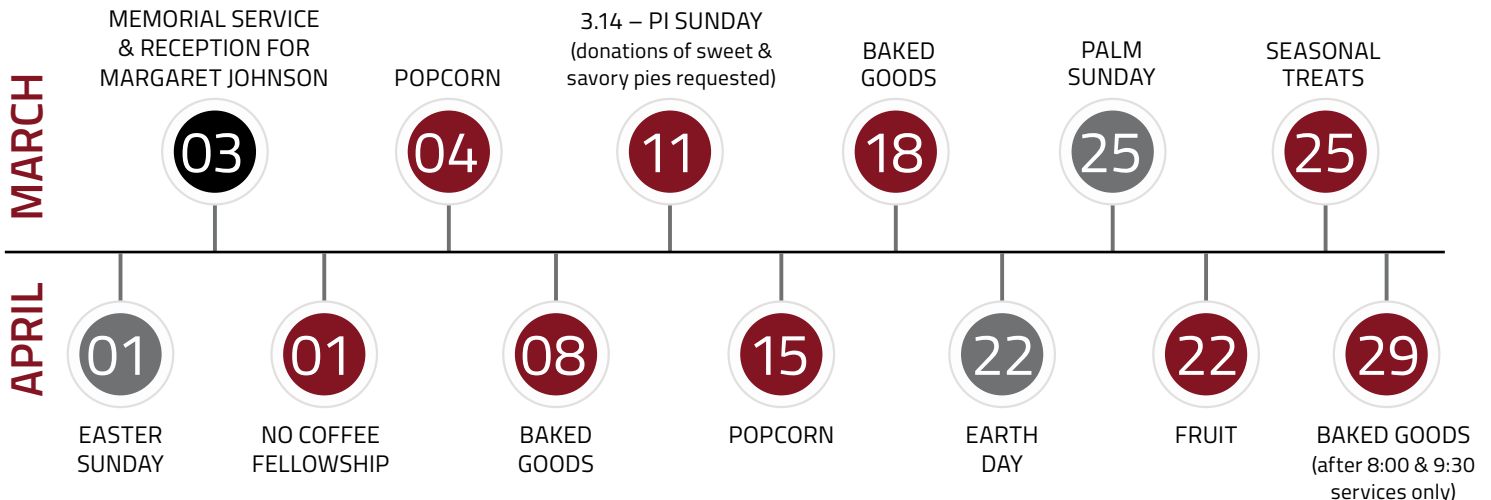 MARCH
MEMORIAL SERVICE
& RECEPTION FOR
MARGARET JOHNSON
03
POPCORN
04
3.14 – PI SUNDAY
(donations of sweet &
savory pies requested)
11
BAKED
GOODS
18
PALM
SUNDAY
25
SEASONAL
TREATS
25
APRIL
01
EASTER
SUNDAY
01
NO COFFEE
FELLOWSHIP
08
BAKED
GOODS
15
POPCORN
22
EARTH
DAY
22
FRUIT
29
BAKED GOODS
(after 8:00 & 9:30
services only)